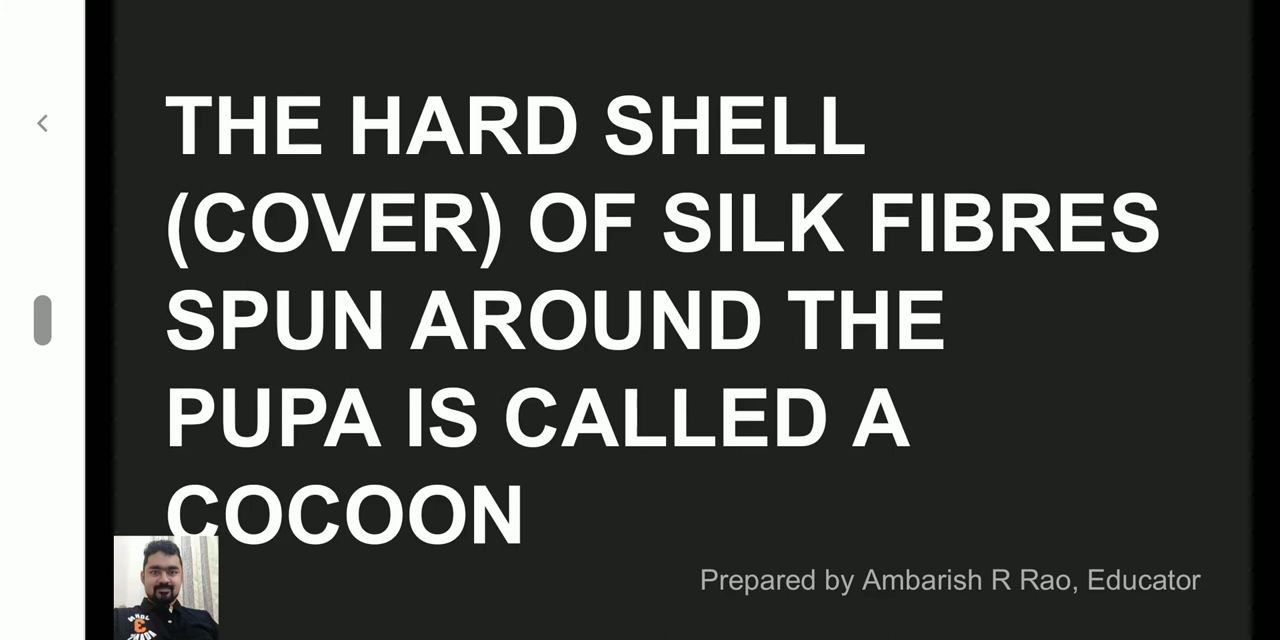 THE HARD SHELL
(COVER) OF SILK FIBRES
SPUN AROUND THE
PUPA IS CALLED A
COCOON
Prepared by Ambarish R Rao, Educator